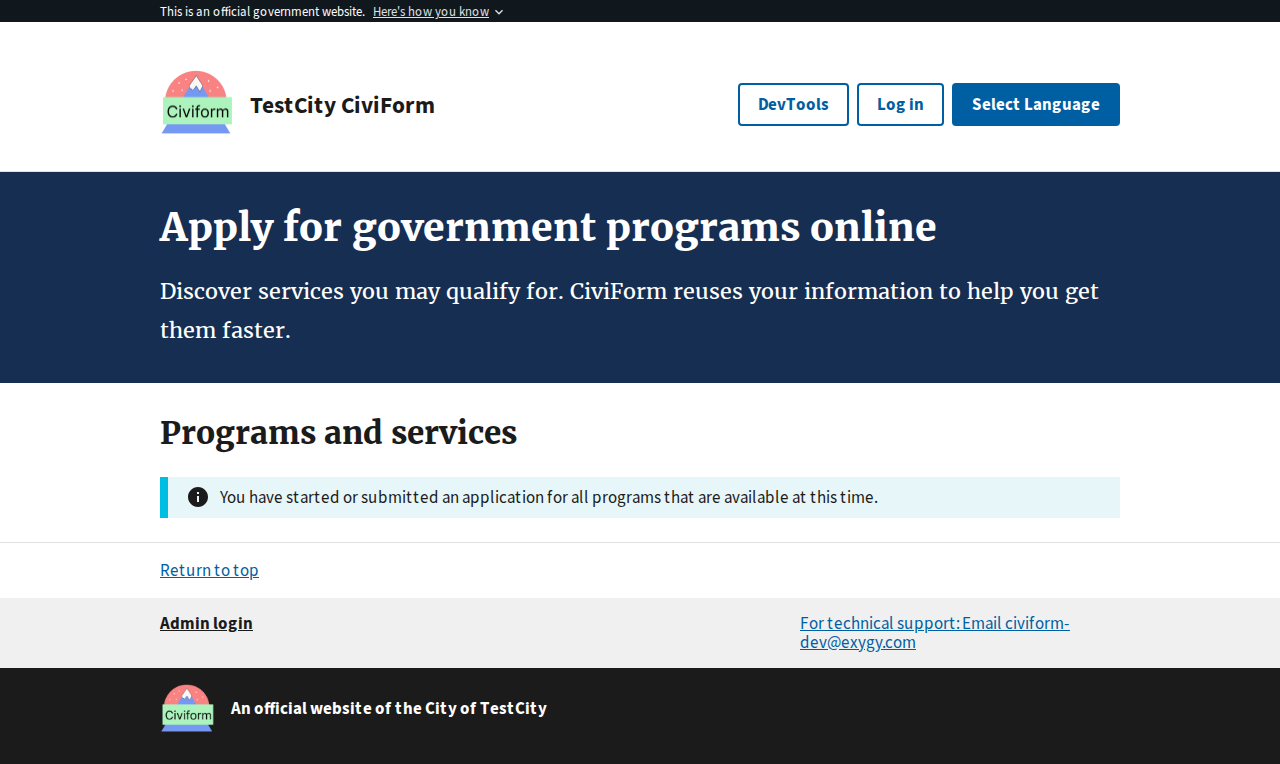 This is an official government website. Here's how you know
Civiform
TestCity CiviForm
DevTools
Log in
Select Language
Apply for government programs online
Discover services you may qualify for. CiviForm reuses your information to help you get
them faster.
Programs and services
You have started or submitted an application for all programs that are available at this time.
Return to top
Admin login
For technical support: Email civiform-
dev@exygy.com
Civiform
An official website of the City of TestCity